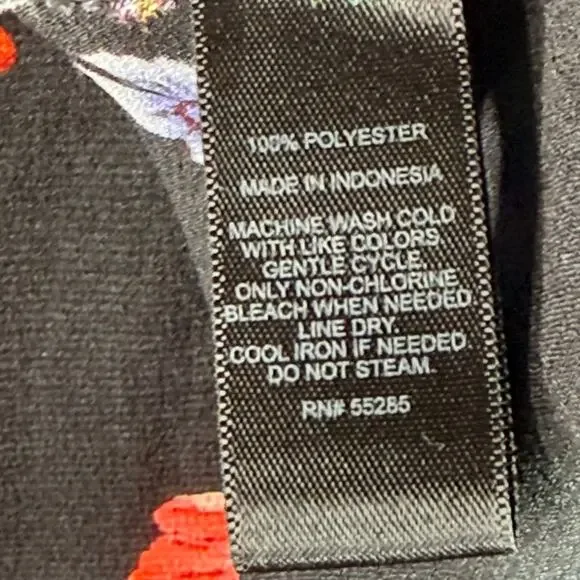 100% POLYESTER
MADE IN INDONESIA
MACHINE WASH COLD
WITH LIKE COLORS.
GENTLE CYCLE.
ONLY NON-CHLORINE
BLEACH WHEN NEEDED
LINE DRY.
COOL IRON IF NEEDED
DO NOT STEAM.
RN# 55285